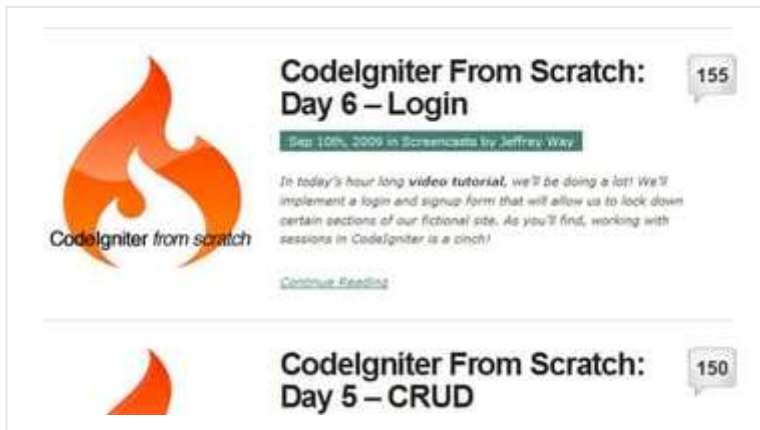 CodeIgniter From Scratch:
Day 6 – Login
155
Sep 10th, 2009 in Screencasts by Jeffrey Way
In today's hour long video tutorial, we'll be doing a lot! We'll
implement a login and signup form that will allow us to lock down
certain sections of our fictional site. As you'll find, working with
sessions in CodeIgniter is a cinch!
CodeIgniter from scratch
Continue Reading
CodeIgniter From Scratch:
Day 5 – CRUD
150